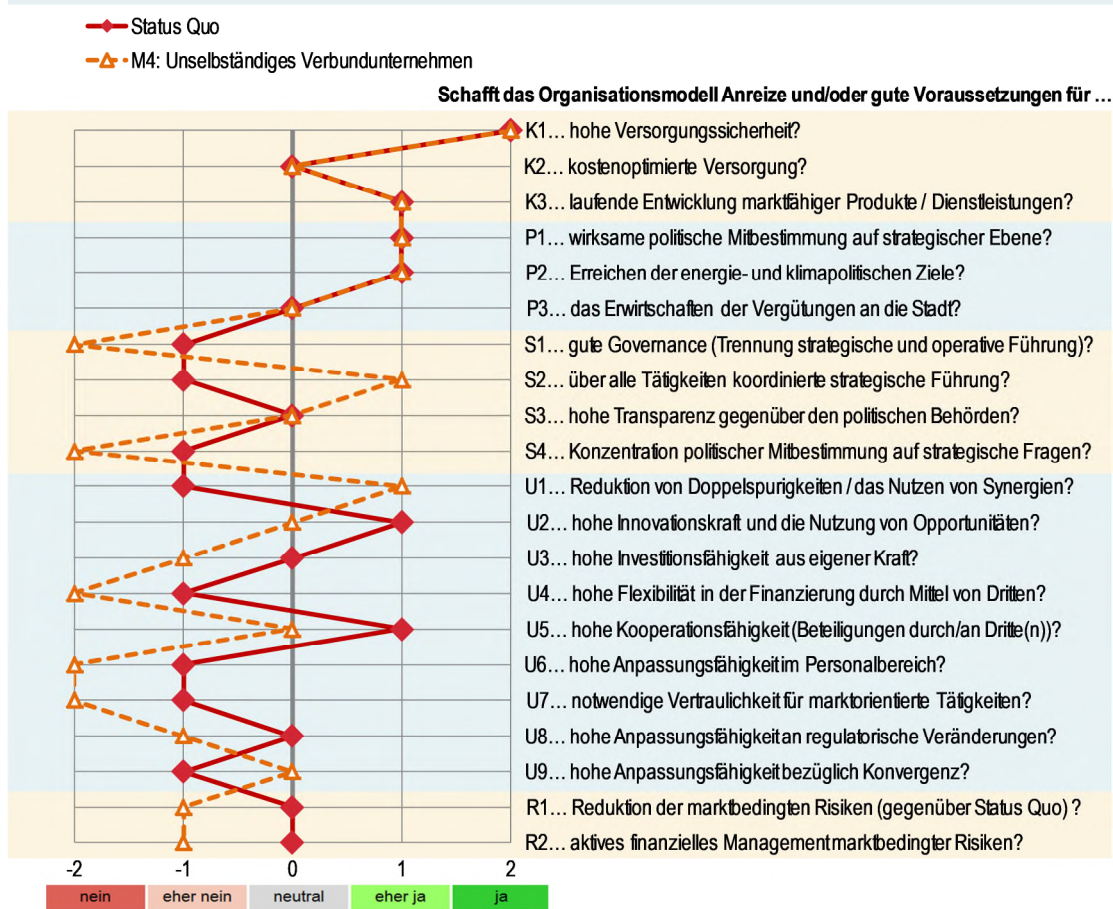 Status Quo
M4: Unselbständiges Verbundunternehmen
Schafft das Organisationsmodell Anreize und/oder gute Voraussetzungen für ...
K1... hohe Versorgungssicherheit?
K2... kostenoptimierte Versorgung?
K3... laufende Entwicklung marktfähiger Produkte / Dienstleistungen?
P1... wirksame politische Mitbestimmung auf strategischer Ebene?
P2... Erreichen der energie- und klimapolitischen Ziele?
P3... das Erwirtschaften der Vergütungen an die Stadt?
S1... gute Governance (Trennung strategische und operative Führung)?
S2... über alle Tätigkeiten koordinierte strategische Führung?
S3... hohe Transparenz gegenüber den politischen Behörden?
S4... Konzentration politischer Mitbestimmung auf strategische Fragen?
U1... Reduktion von Doppelspurigkeiten / das Nutzen von Synergien?
U2... hohe Innovationskraft und die Nutzung von Opportunitäten?
U3... hohe Investitionsfähigkeit aus eigener Kraft?
U4... hohe Flexibilität in der Finanzierung durch Mittel von Dritten?
U5... hohe Kooperationsfähigkeit (Beteiligungen durch/an Dritte(n))?
U6... hohe Anpassungsfähigkeit im Personalbereich?
U7... notwendige Vertraulichkeit für marktorientierte Tätigkeiten?
U8... hohe Anpassungsfähigkeit an regulatorische Veränderungen?
U9... hohe Anpassungsfähigkeit bezüglich Konvergenz?
R1... Reduktion der marktbedingten Risiken (gegenüber Status Quo) ?
R2... aktives finanzielles Management marktbedingter Risiken?
-2 -1 0 1 2
nein eher nein neutral eher ja ja